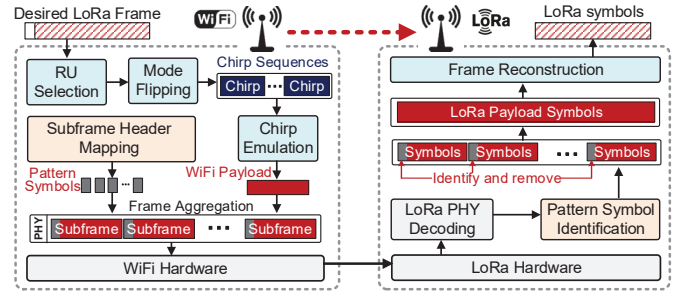 Desired LoRa Frame
Wi Fi
LoRa
LoRa symbols
RU
Selection
Mode
Flipping
Chirp Sequences
Chirp ••• Chirp
Subframe Header
Mapping
Chirp
Emulation
Pattern
Symbols
...
WiFi Payload
Frame Aggregation
PHY
Subframe Subframe ••• Subframe
WiFi Hardware
Frame Reconstruction
LoRa Payload Symbols
Symbols Symbols ••• Symbols
Identify and remove
LoRa PHY
Decoding
Pattern Symbol
Identification
LoRa Hardware